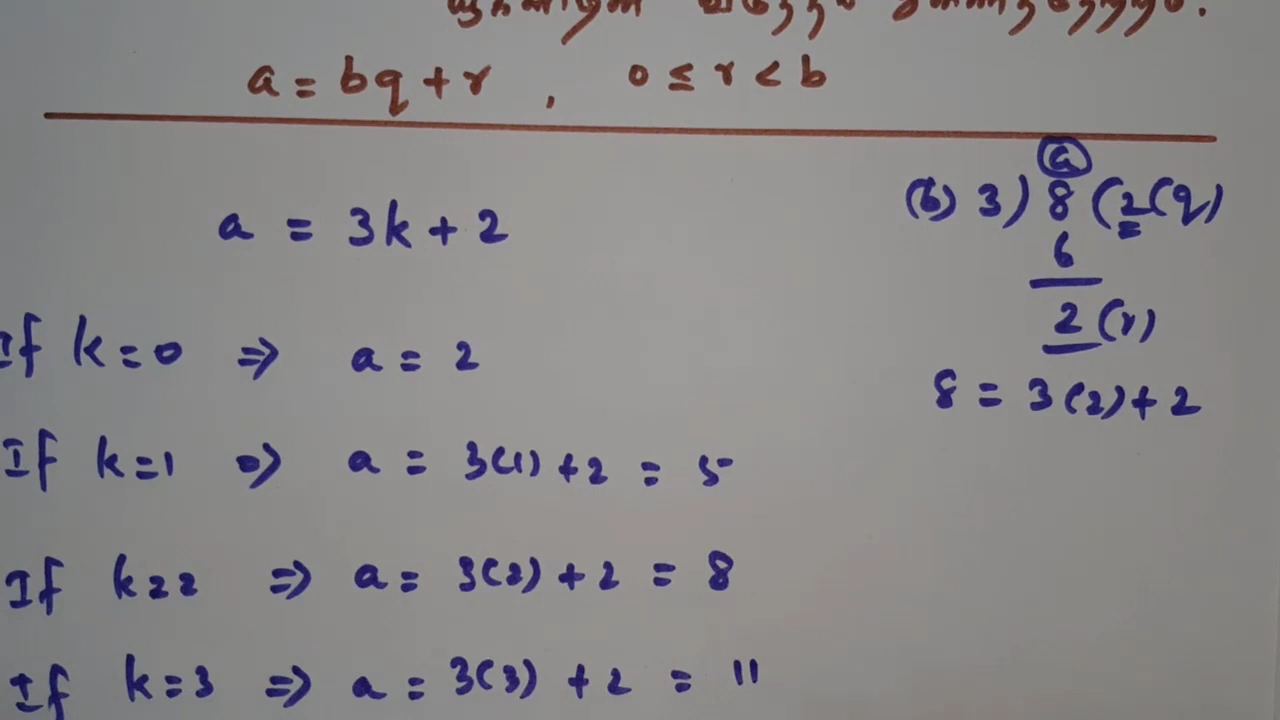 a = bq + r , 0 ≤ r < b
a = 3k + 2
If k = 0 ⇒ a = 2
If k = 1 ⇒ a = 3(1) + 2 = 5
If k = 2 ⇒ a = 3(2) + 2 = 8
If k = 3 ⇒ a = 3(3) + 2 = 11
a
(b) 3 ) 8 ( 2 (q)
6
2 (r)
8 = 3(2) + 2